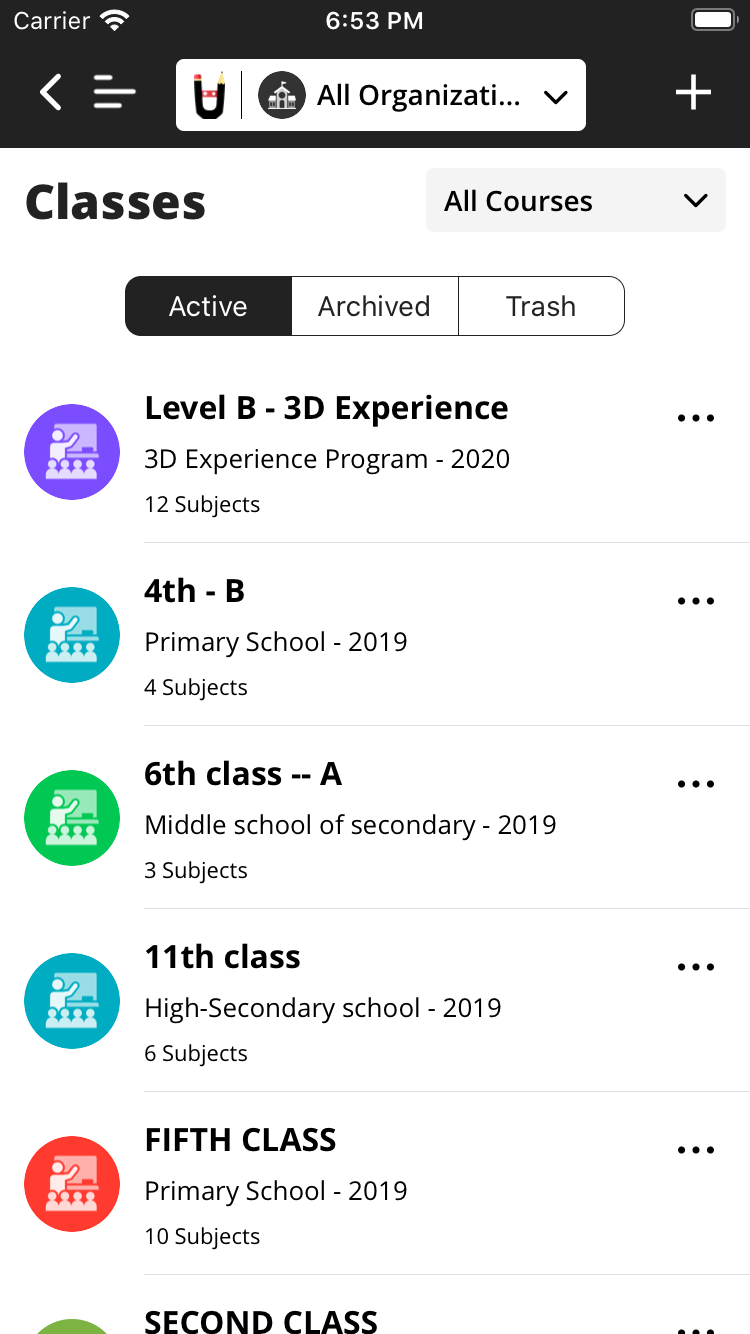 Carrier 6:53 PM
All Organizati...
Classes
All Courses
Active Archived Trash
Level B - 3D Experience
3D Experience Program - 2020
12 Subjects
4th - B
Primary School - 2019
4 Subjects
6th class -- A
Middle school of secondary - 2019
3 Subjects
11th class
High-Secondary school - 2019
6 Subjects
FIFTH CLASS
Primary School - 2019
10 Subjects
SECOND CLASS